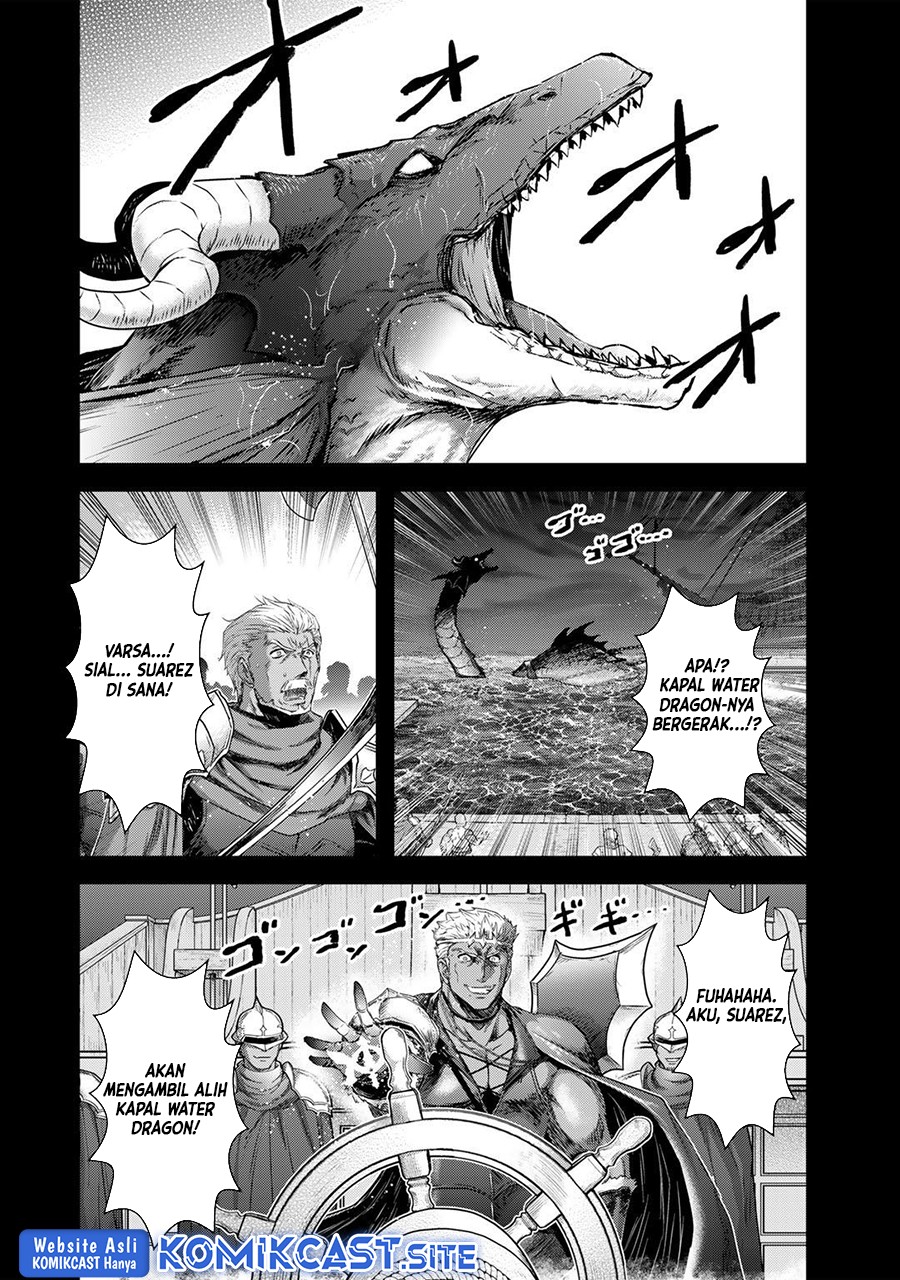 オオオオオオ
ゴ…
ゴゴ…
APA!?
KAPAL WATER
DRAGON-NYA
BERGERAK...!?
VARSA...!
SIAL... SUAREZ
DI SANA!
ギギ…
ゴンゴンゴン…
FUHAHAHA.
AKU, SUAREZ,
AKAN
MENGAMBIL ALIH
KAPAL WATER
DRAGON!
Website Asli
KOMIKCAST Hanya
KOMIKCAST.SITE